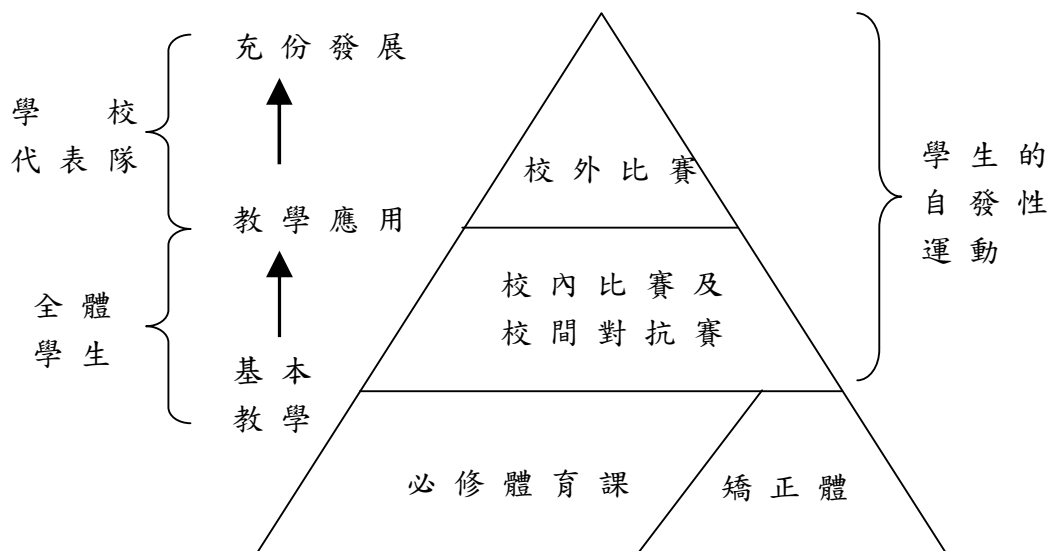 充份發展
學校
代表隊
教學應用
全體
學生
基本
教學
校外比賽
校內比賽及
校間對抗賽
必修體育課
矯正體
學生的
自發性
運動